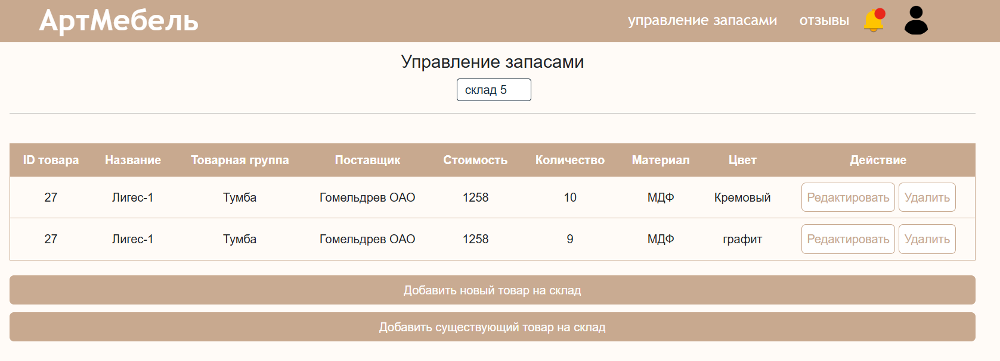 АртМебель управление запасами отзывы
Управление запасами
склад 5
ID товара Название Товарная группа Поставщик Стоимость Количество Материал Цвет Действие
27 Лигес-1 Тумба Гомельдрев ОАО 1258 10 МДФ Кремовый Редактировать Удалить
27 Лигес-1 Тумба Гомельдрев ОАО 1258 9 МДФ графит Редактировать Удалить
Добавить новый товар на склад
Добавить существующий товар на склад